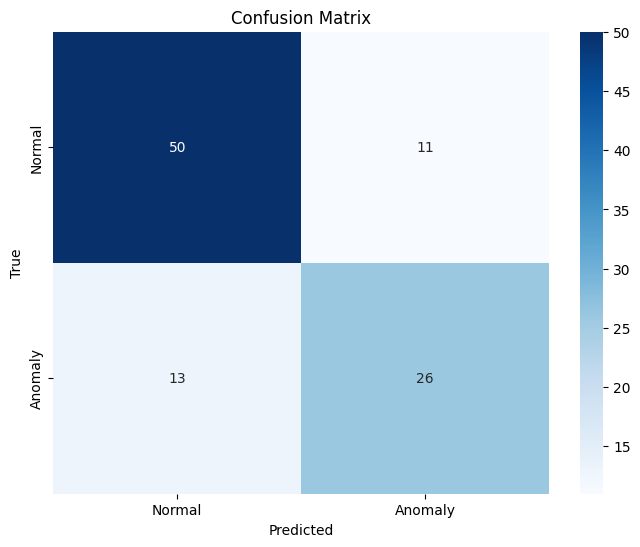 Confusion Matrix
True
Normal
50
11
Anomaly
13
26
Normal
Anomaly
Predicted
50
45
40
35
30
25
20
15